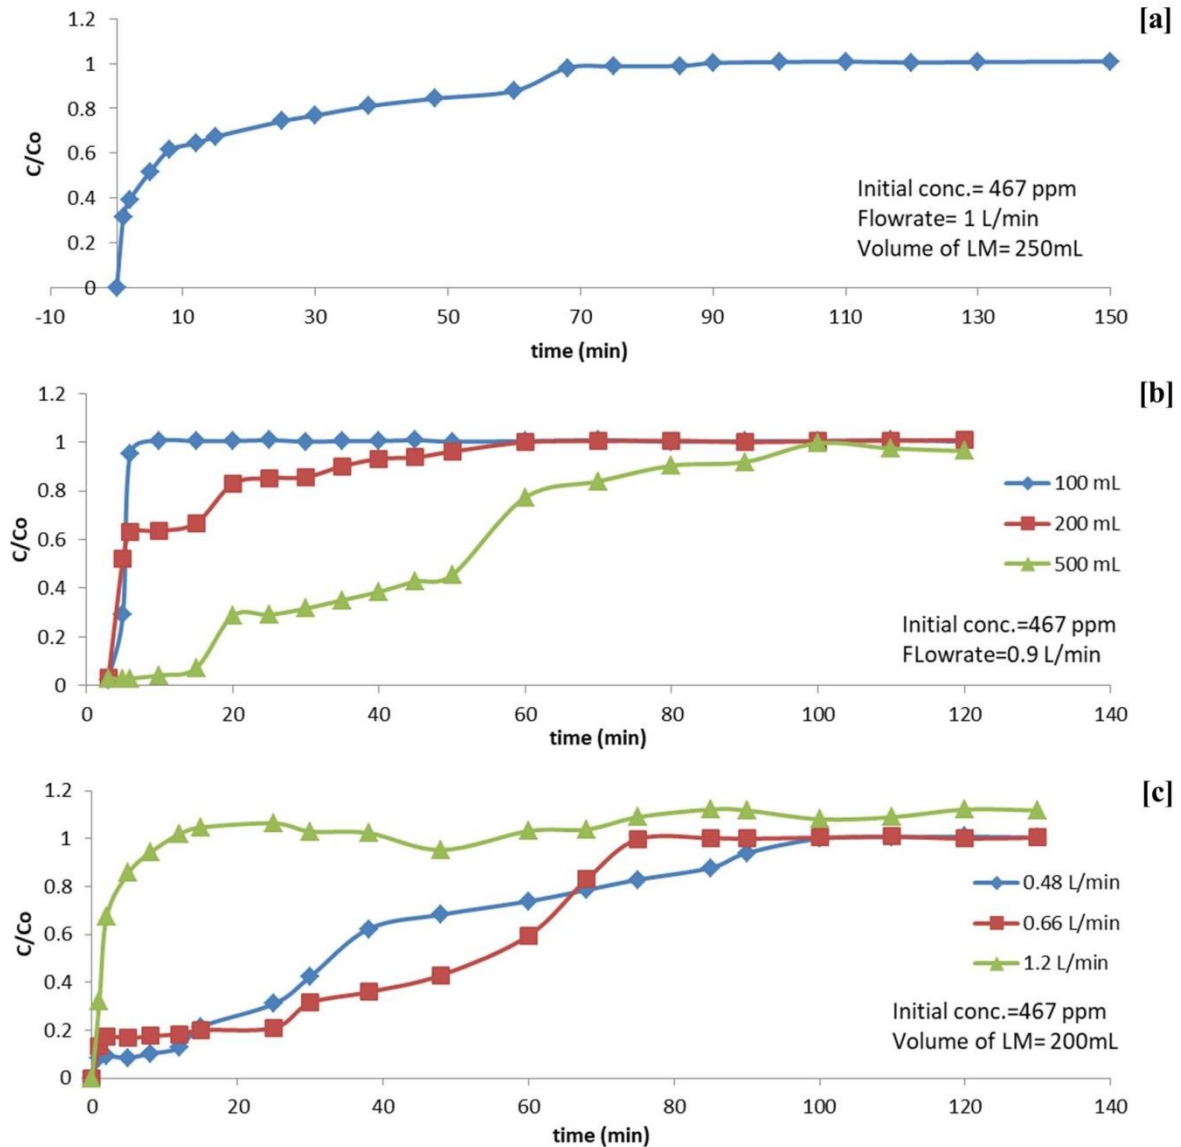 [a]
1.2
1
0.8
0.6
0.4
0.2
0
C/Co
Initial conc.= 467 ppm
Flowrate= 1 L/min
Volume of LM= 250mL
-10 10 30 50 70 90 110 130 150
time (min)
[b]
1.2
1
0.8
0.6
0.4
0.2
0
C/Co
100 mL
200 mL
500 mL
Initial conc.=467 ppm
FLowrate=0.9 L/min
0 20 40 60 80 100 120 140
time (min)
[c]
1.2
1
0.8
0.6
0.4
0.2
0
C/Co
0.48 L/min
0.66 L/min
1.2 L/min
Initial conc.=467 ppm
Volume of LM= 200mL
0 20 40 60 80 100 120 140
time (min)